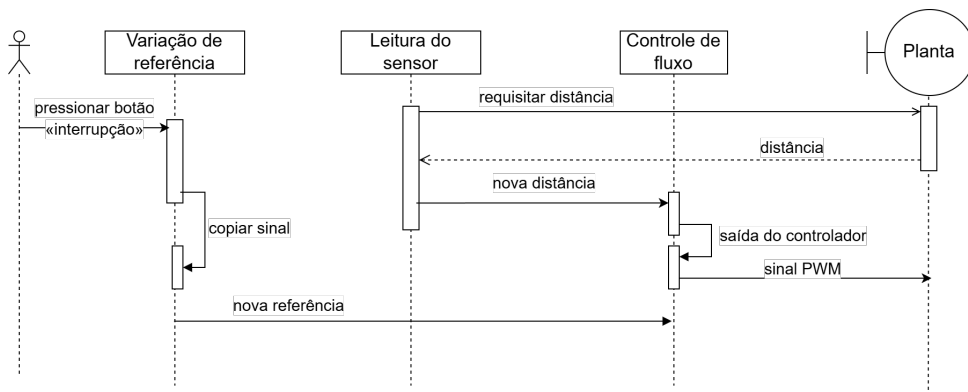 Variação de
referência
Leitura do
sensor
Controle de
fluxo
Planta
pressionar botão
«interrupção»
requisitar distância
distância
nova distância
copiar sinal
saída do controlador
sinal PWM
nova referência